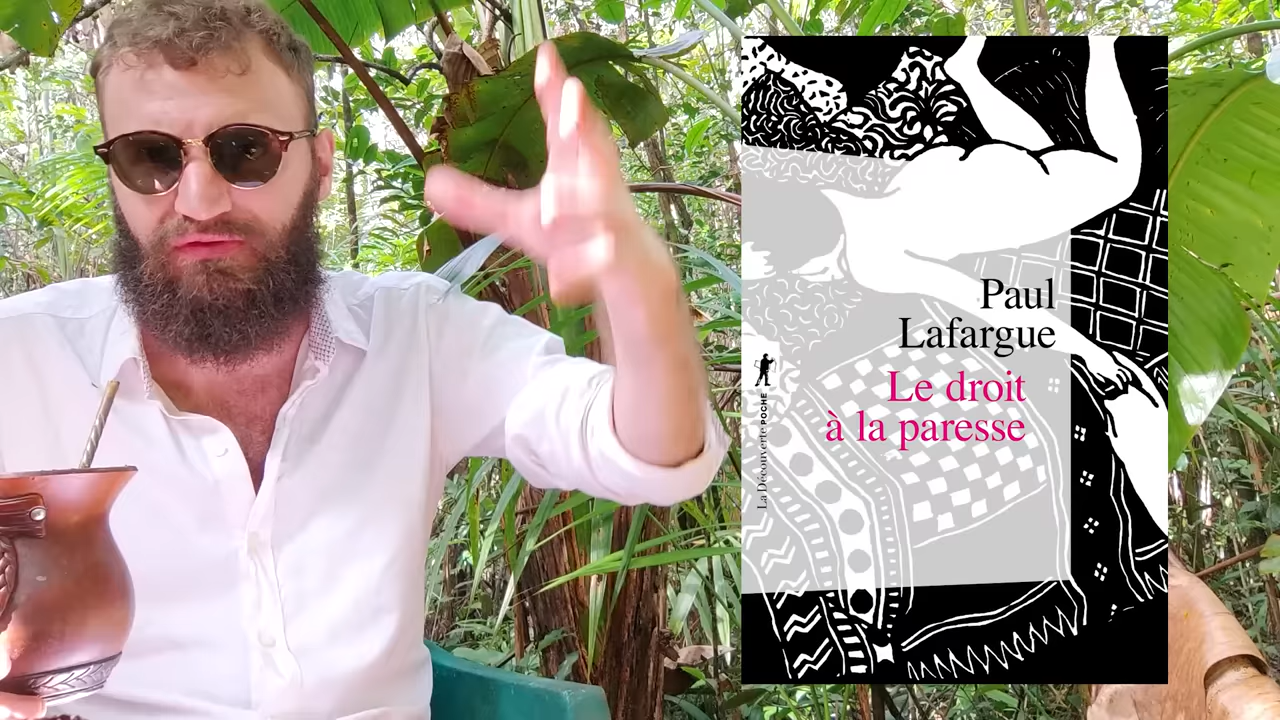 Paul
Lafargue
Le droit
à la paresse
La Découverte POCHE